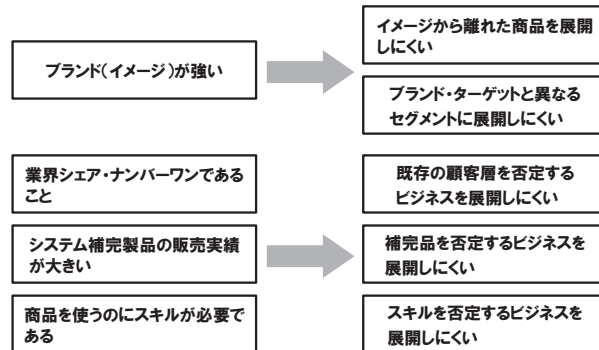 ブランド（イメージ）が強い
イメージから離れた商品を展開
しにくい
ブランド・ターゲットと異なる
セグメントに展開しにくい
業界シェア・ナンバーワンである
こと
既存の顧客層を否定する
ビジネスを展開しにくい
システム補完製品の販売実績
が大きい
補完品を否定するビジネスを
展開しにくい
商品を使うのにスキルが必要で
ある
スキルを否定するビジネスを
展開しにくい